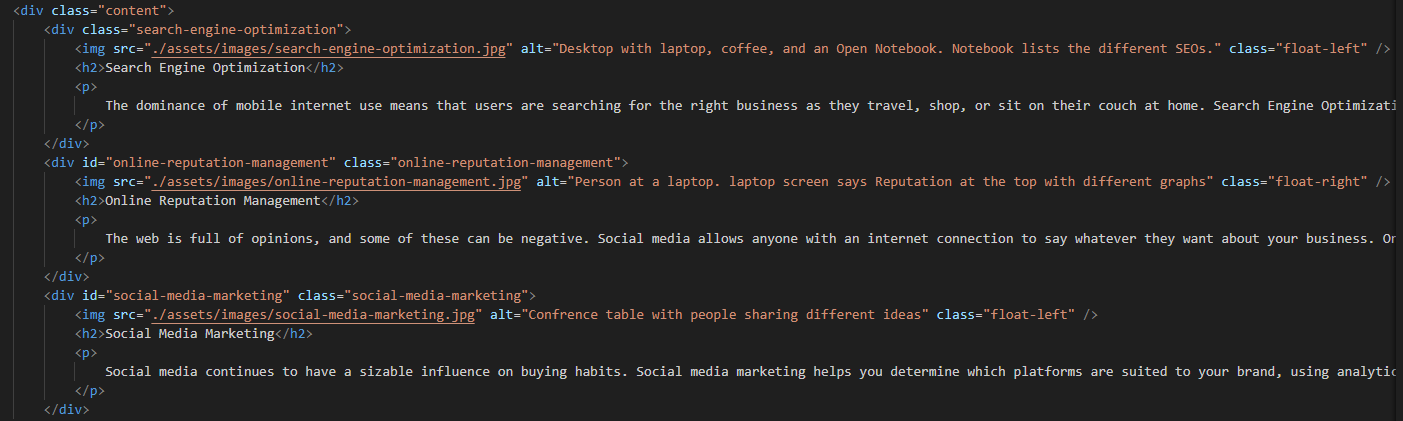 <div class="content">
<div class="search-engine-optimization">
<img src="./assets/images/search-engine-optimization.jpg" alt="Desktop with laptop, coffee, and an Open Notebook. Notebook lists the different SEOs." class="float-left" />
<h2>Search Engine Optimization</h2>
<p>
The dominance of mobile internet use means that users are searching for the right business as they travel, shop, or sit on their couch at home. Search Engine Optimizati
</p>
</div>
<div id="online-reputation-management" class="online-reputation-management">
<img src="./assets/images/online-reputation-management.jpg" alt="Person at a laptop. laptop screen says Reputation at the top with different graphs" class="float-right" />
<h2>Online Reputation Management</h2>
<p>
The web is full of opinions, and some of these can be negative. Social media allows anyone with an internet connection to say whatever they want about your business. On
</p>
</div>
<div id="social-media-marketing" class="social-media-marketing">
<img src="./assets/images/social-media-marketing.jpg" alt="Confrence table with people sharing different ideas" class="float-left" />
<h2>Social Media Marketing</h2>
<p>
Social media continues to have a sizable influence on buying habits. Social media marketing helps you determine which platforms are suited to your brand, using analytic
</p>
</div>